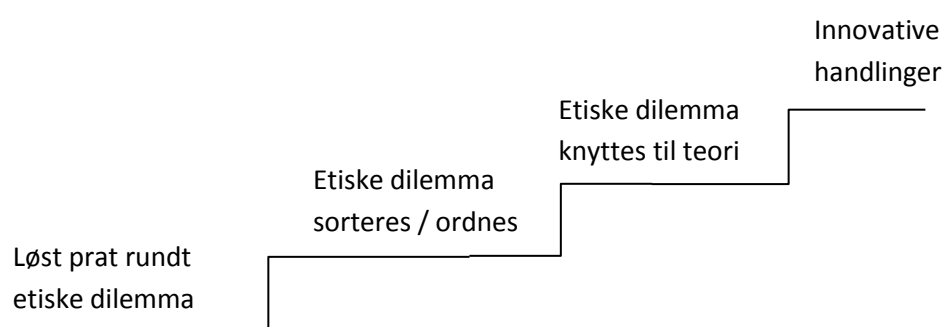 Løst prat rundt
etiske dilemma
Etiske dilemma
sorteres / ordnes
Etiske dilemma
knyttes til teori
Innovative
handlinger